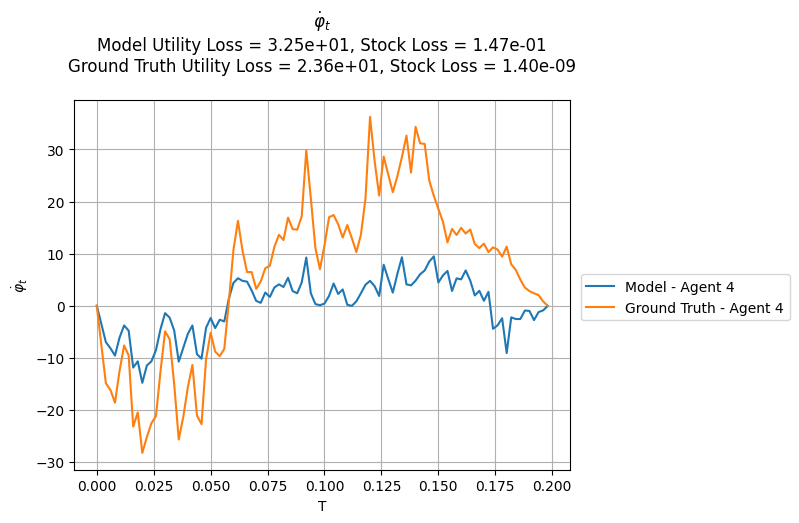 φ̇ₜ
Model Utility Loss = 3.25e+01, Stock Loss = 1.47e-01
Ground Truth Utility Loss = 2.36e+01, Stock Loss = 1.40e-09
30
20
10
0
−10
−20
−30
φ̇ₜ
0.000
0.025
0.050
0.075
0.100
0.125
0.150
0.175
0.200
T
Model - Agent 4
Ground Truth - Agent 4